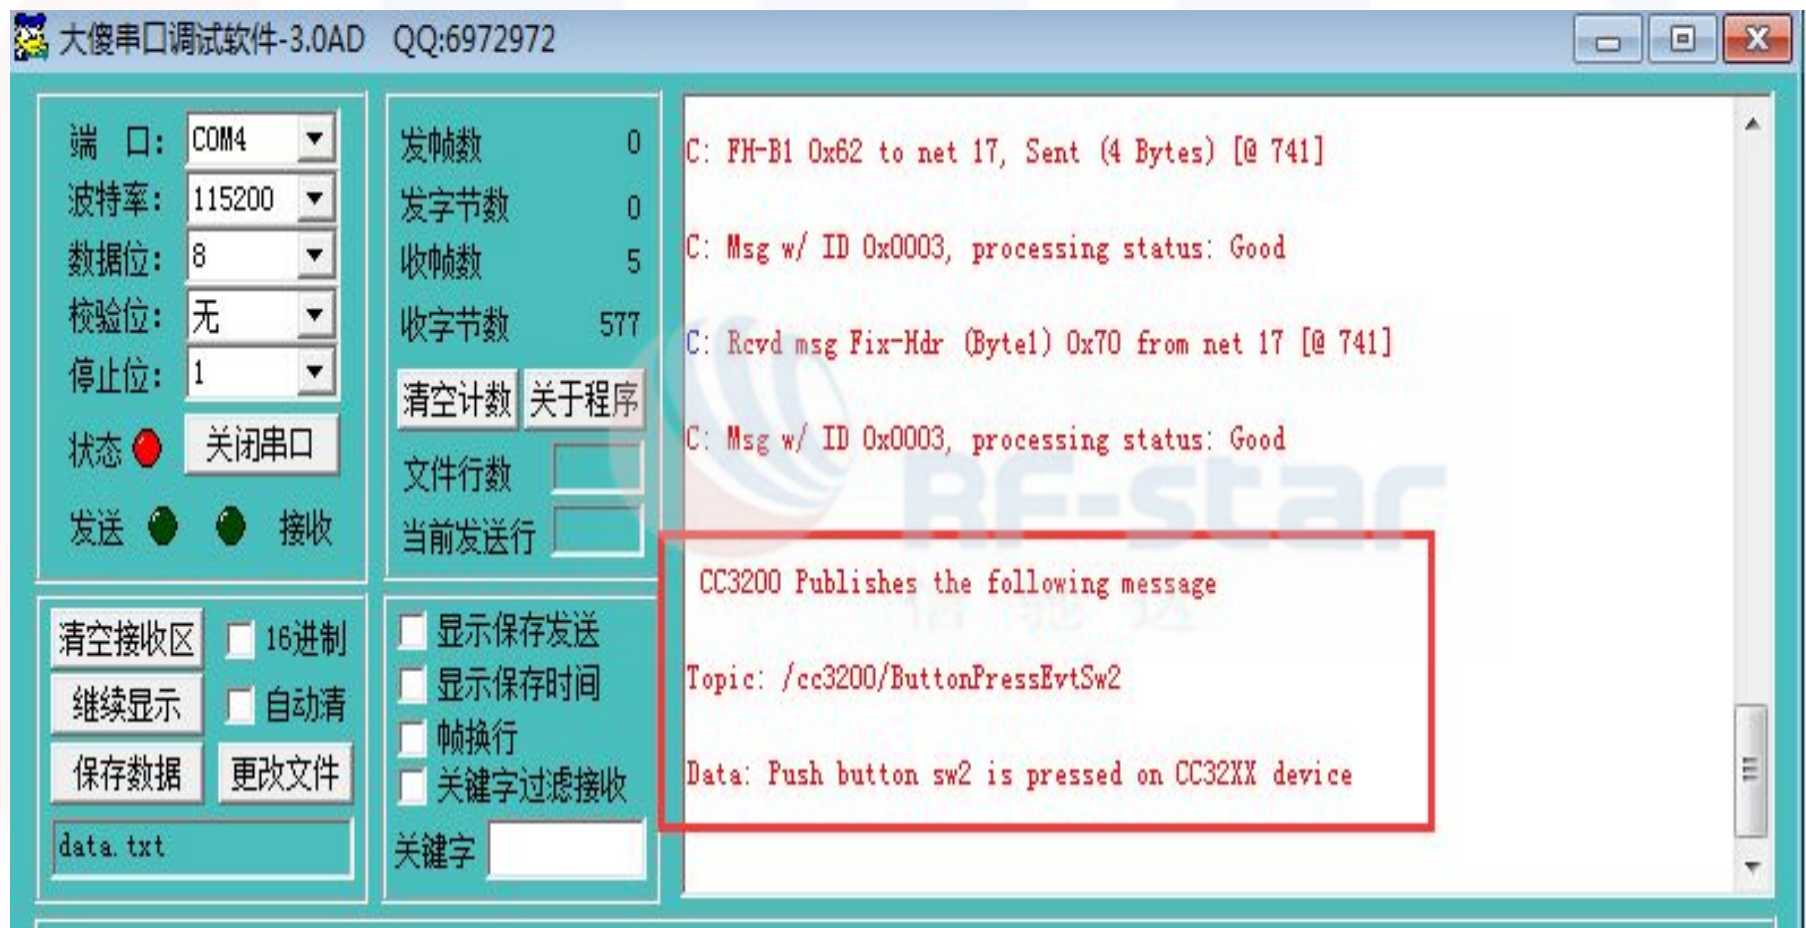 大傻串口调试软件-3.0AD QQ:6972972
端 口: COM4
波特率: 115200
数据位: 8
校验位: 无
停止位: 1
状态 关闭串口
发送 接收
发帧数 0
发字节数 0
收帧数 5
收字节数 577
清空计数 关于程序
文件行数
当前发送行
清空接收区 16进制
继续显示 自动清
保存数据 更改文件
data.txt
显示保存发送
显示保存时间
帧换行
关键字过滤接收
关键字
C: FH-B1 0x62 to net 17, Sent (4 Bytes) [@ 741]
C: Msg w/ ID 0x0003, processing status: Good
C: Rcvd msg Fix-Hdr (Byte1) 0x70 from net 17 [@ 741]
C: Msg w/ ID 0x0003, processing status: Good
CC3200 Publishes the following message
Topic: /cc3200/ButtonPressEvtSw2
Data: Push button sw2 is pressed on CC32XX device
RF-star
信驰达